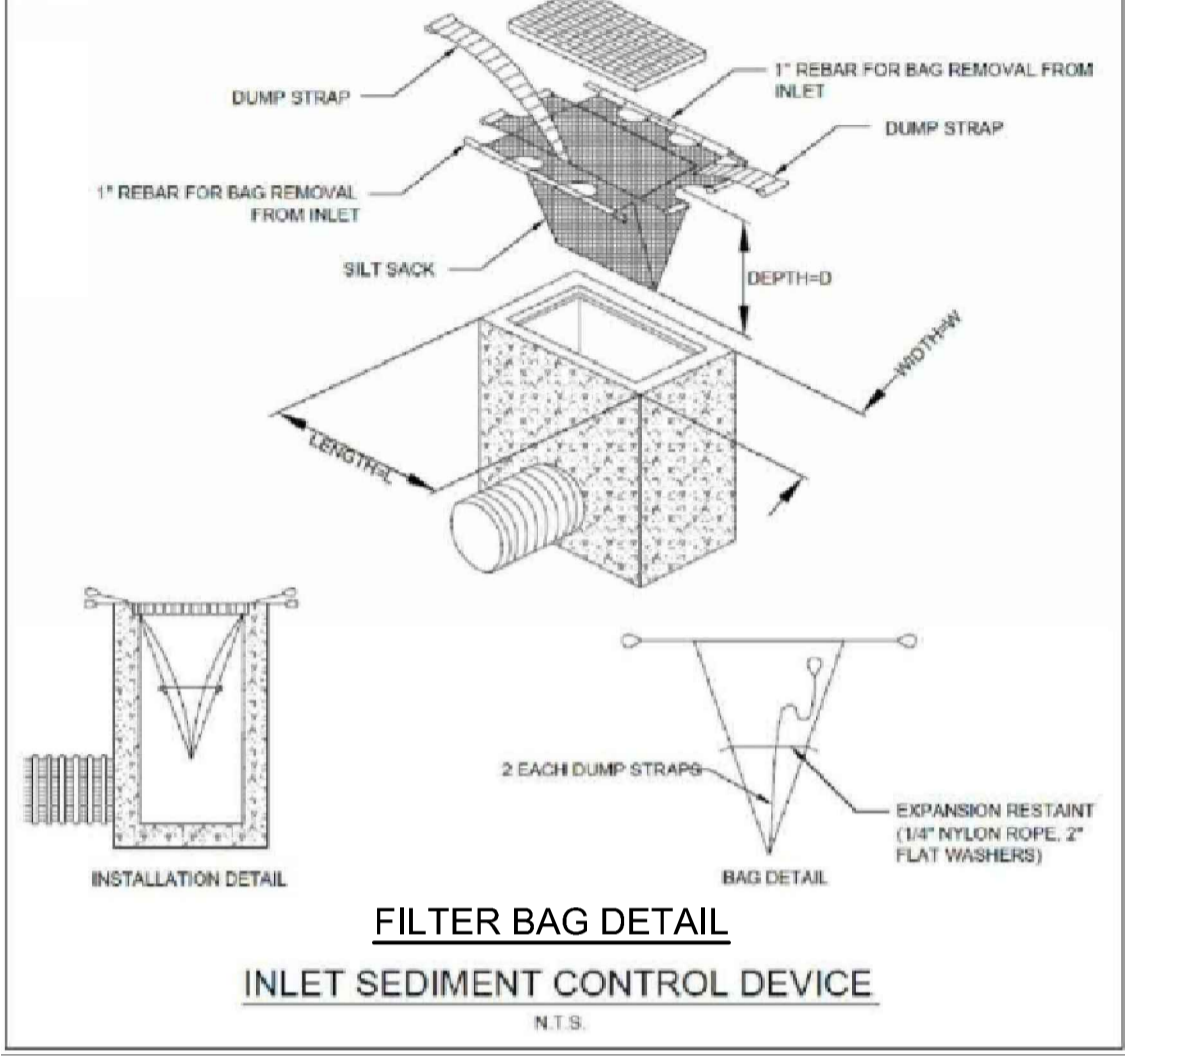 1" REBAR FOR BAG REMOVAL FROM
INLET
DUMP STRAP
DUMP STRAP
1" REBAR FOR BAG REMOVAL
FROM INLET
SILT SACK
DEPTH=D
WIDTH=W
LENGTH=L
2 EACH DUMP STRAPS
EXPANSION RESTAINT
(1/4" NYLON ROPE, 2"
FLAT WASHERS)
INSTALLATION DETAIL
BAG DETAIL
FILTER BAG DETAIL
INLET SEDIMENT CONTROL DEVICE
N.T.S.